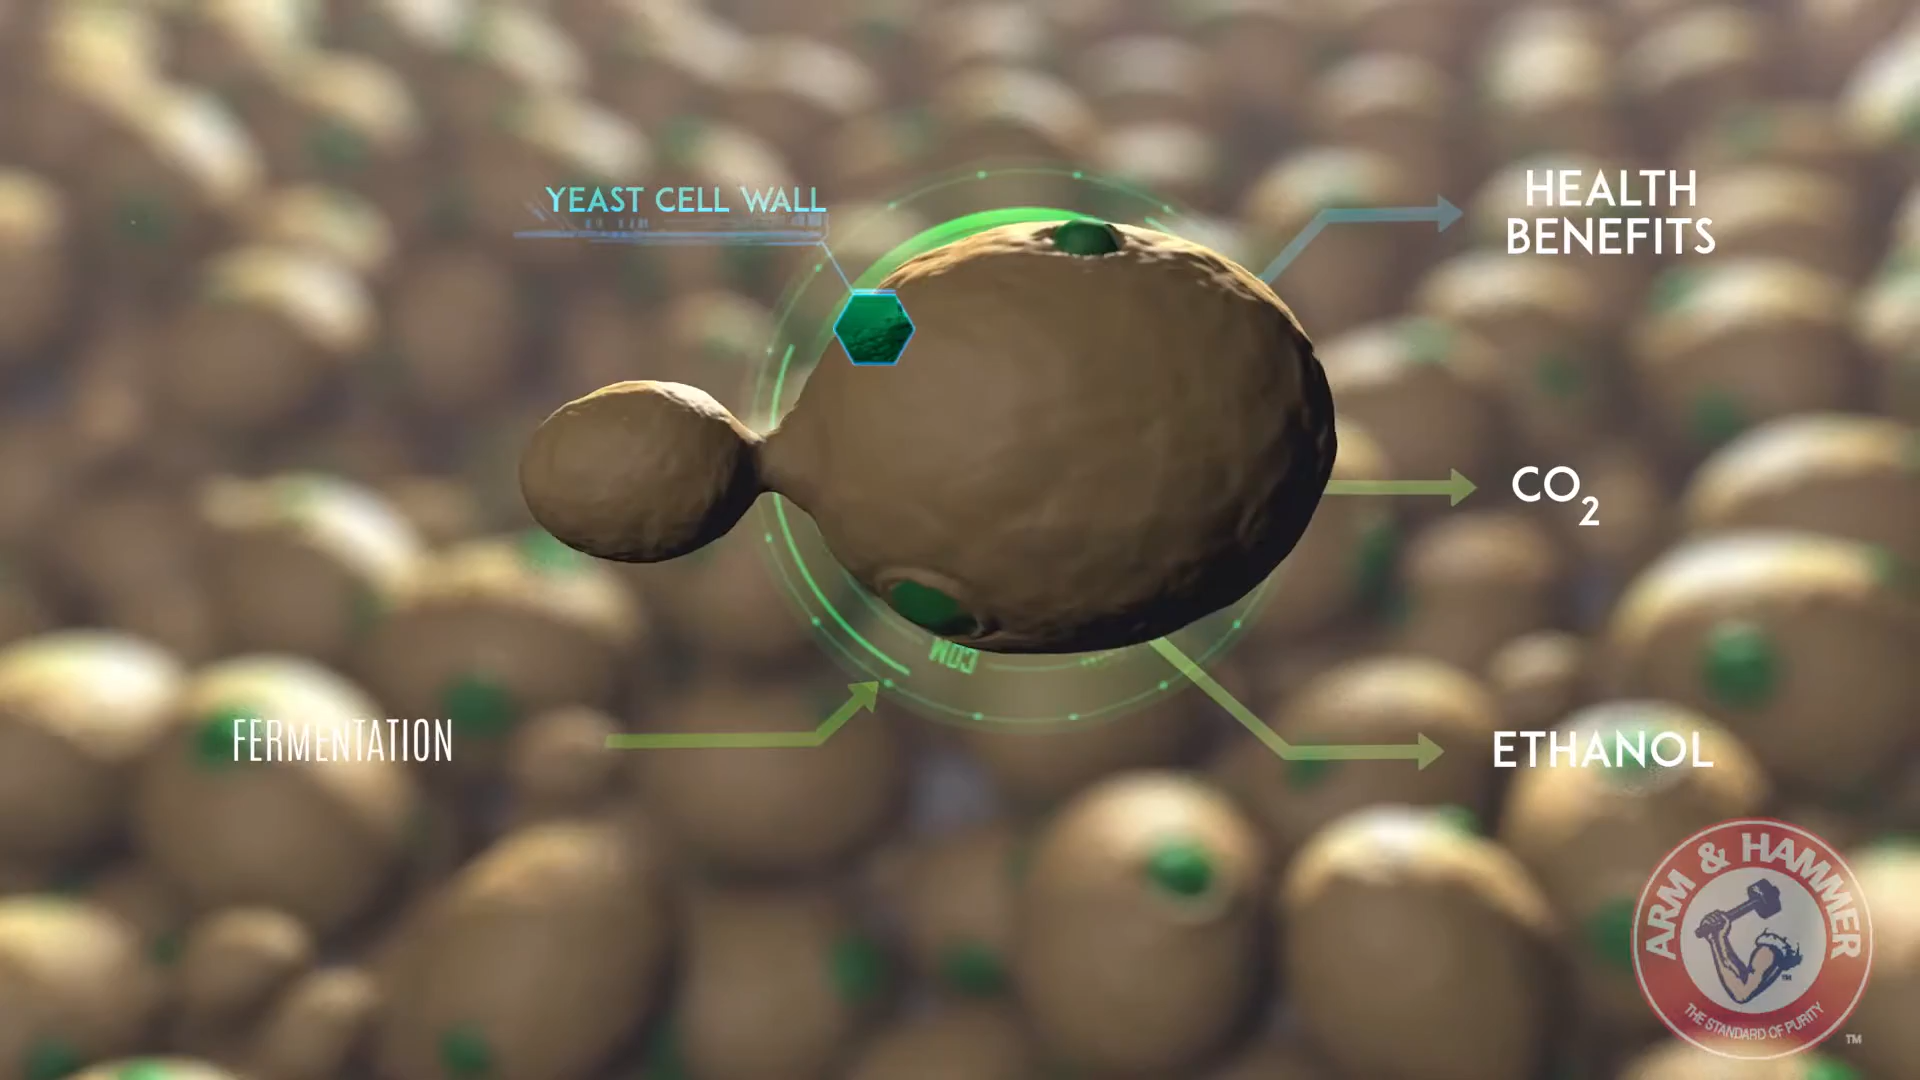 YEAST CELL WALL
HEALTH
BENEFITS
CO2
FERMENTATION
ETHANOL
ARM & HAMMER
THE STANDARD OF PURITY
TM